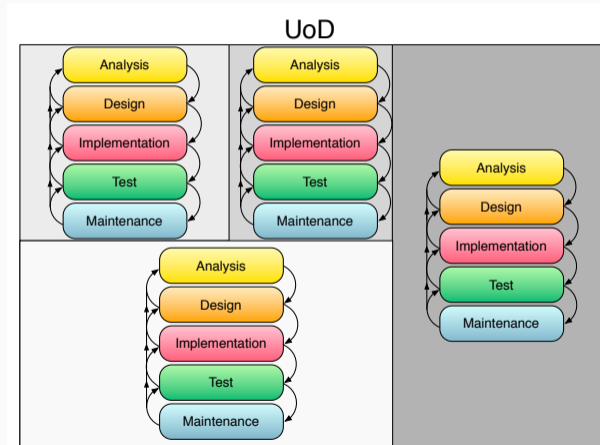 UoD
Analysis
Design
Implementation
Test
Maintenance
Analysis
Design
Implementation
Test
Maintenance
Analysis
Design
Implementation
Test
Maintenance
Analysis
Design
Implementation
Test
Maintenance